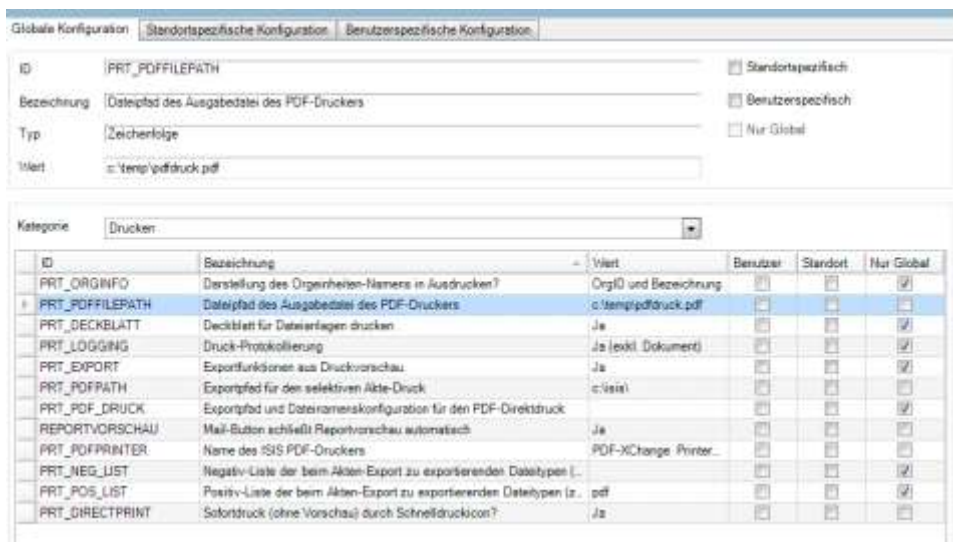 Globale Konfiguration Standortspezifische Konfiguration Benutzerspezifische Konfiguration
ID PRT_PDFFILEPATH Standortspezifisch
Bezeichnung Dateipfad des Ausgabedatei des PDF-Druckers Benutzerspezifisch
Typ Zeichenfolge Nur Global
Wert c:\temp\pdfdruck.pdf
Kategorie Drucken
ID Bezeichnung Wert Benutzer Standort Nur Global
PRT_ORGINFO Darstellung des Orgeinheiten-Namens in Ausdrucken? OrgID und Bezeichnung
PRT_PDFFILEPATH Dateipfad des Ausgabedatei des PDF-Druckers c:\temp\pdfdruck.pdf
PRT_DECKBLATT Deckblatt für Dateianlagen drucken Ja
PRT_LOGGING Druck-Protokollierung Ja (exkl. Dokument)
PRT_EXPORT Exportfunktionen aus Druckvorschau Ja
PRT_PDFPATH Exportpfad für den selektiven Akte-Druck c:\isis\
PRT_PDF_DRUCK Exportpfad und Dateinamenskonfiguration für den PDF-Direktdruck
REPORTVORSCHAU Mail-Button schließt Reportvorschau automatisch Ja
PRT_PDFPRINTER Name des ISIS PDF-Druckers PDF-XChange Printer...
PRT_NEG_LIST Negativ-Liste der beim Akten-Export zu exportierenden Dateitypen (...
PRT_POS_LIST Positiv-Liste der beim Akten-Export zu exportierenden Dateitypen (z... pdf
PRT_DIRECTPRINT Sofortdruck (ohne Vorschau) durch Schnelldruckicon? Ja